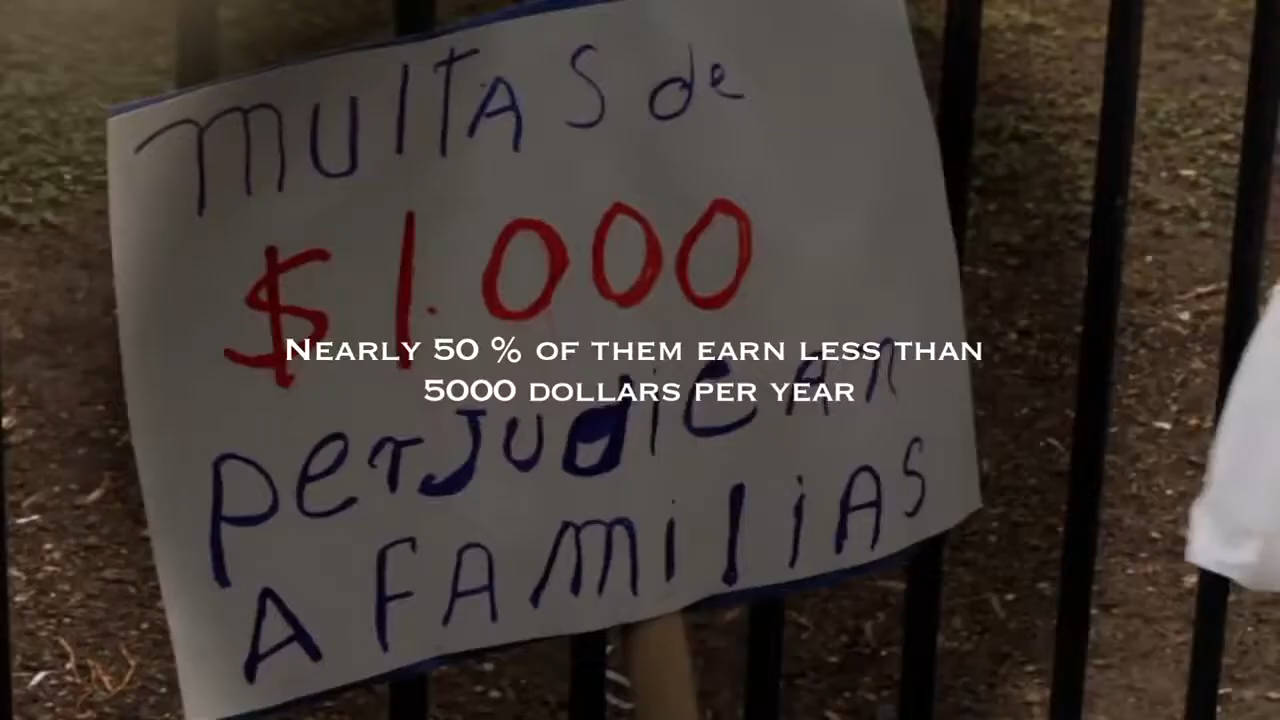 MUlTAS de
$1.000
Nearly 50 % of them earn less than
5000 dollars per year
perJudiCAn
A FAMiliAS